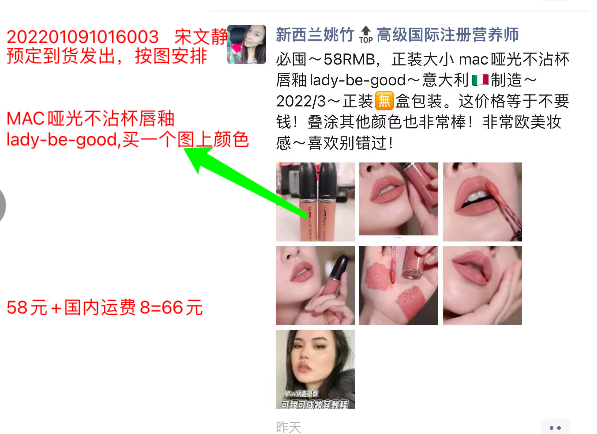 202201091016003 宋文静
预定到货发出，按图安排
MAC哑光不沾杯唇釉
lady-be-good,买一个图上颜色
58元+国内运费8=66元
新西兰姚竹🔝高级国际注册营养师
必囤～58RMB，正装大小 mac哑光不沾杯
唇釉lady-be-good～意大利🇮🇹制造～
2022/3～正装🈚盒包装。这价格等于不要
钱！叠涂其他颜色也非常棒！非常欧美妆
感～喜欢别错过！
昨天